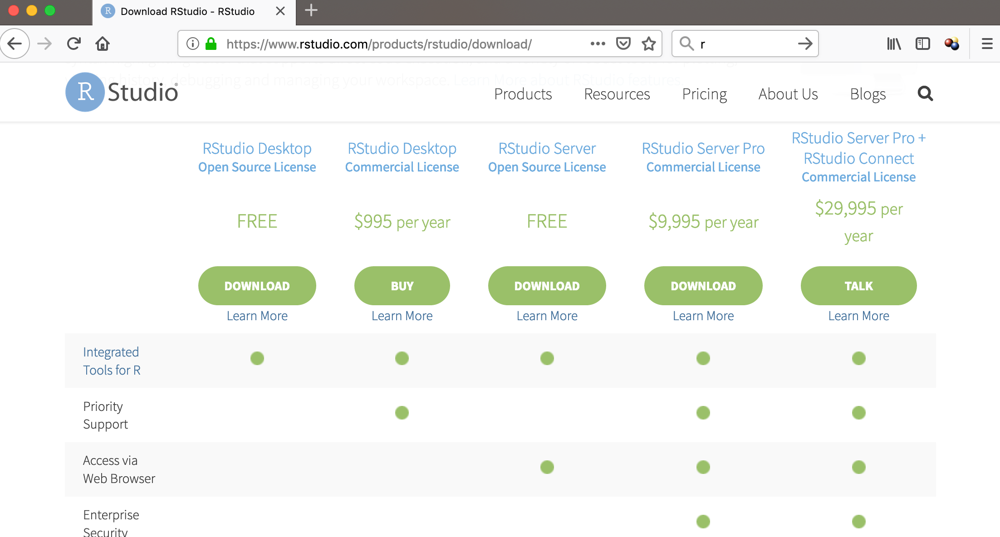 Download RStudio - RStudio
https://www.rstudio.com/products/rstudio/download/
r
ng history, debugging and managing your workspace. Learn More about RStudio features.
R Studio®
Products Resources Pricing About Us Blogs
RStudio Desktop
Open Source License
RStudio Desktop
Commercial License
RStudio Server
Open Source License
RStudio Server Pro
Commercial License
RStudio Server Pro +
RStudio Connect
Commercial License
FREE
$995 per year
FREE
$9,995 per year
$29,995 per
year
DOWNLOAD
BUY
DOWNLOAD
DOWNLOAD
TALK
Learn More
Learn More
Learn More
Learn More
Learn More
Integrated
Tools for R
Priority
Support
Access via
Web Browser
Enterprise
Security